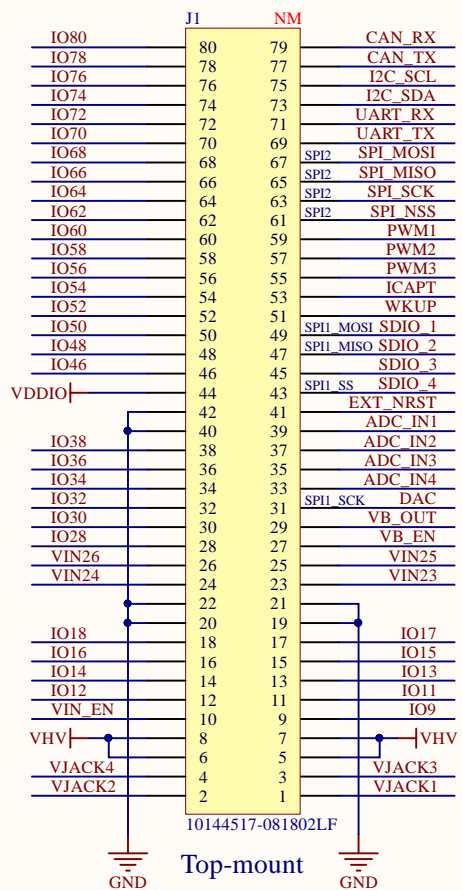 J1 NM
IO80 80 79 CAN_RX
IO78 78 77 CAN_TX
IO76 76 75 I2C_SCL
IO74 74 73 I2C_SDA
IO72 72 71 UART_RX
IO70 70 69 UART_TX
IO68 68 67 SPI2 SPI_MOSI
IO66 66 65 SPI2 SPI_MISO
IO64 64 63 SPI2 SPI_SCK
IO62 62 61 SPI2 SPI_NSS
IO60 60 59 PWM1
IO58 58 57 PWM2
IO56 56 55 PWM3
IO54 54 53 ICAPT
IO52 52 51 WKUP
IO50 50 49 SPI1_MOSI SDIO_1
IO48 48 47 SPI1_MISO SDIO_2
IO46 46 45 SDIO_3
VDDIO 44 43 SPI1_SS SDIO_4
42 41 EXT_NRST
40 39 ADC_IN1
IO38 38 37 ADC_IN2
IO36 36 35 ADC_IN3
IO34 34 33 ADC_IN4
IO32 32 31 SPI1_SCK DAC
IO30 30 29 VB_OUT
IO28 28 27 VB_EN
VIN26 26 25 VIN25
VIN24 24 23 VIN23
22 21
20 19
IO18 18 17 IO17
IO16 16 15 IO15
IO14 14 13 IO13
IO12 12 11 IO11
VIN_EN 10 9 IO9
VHV 8 7 VHV
6 5
VJACK4 4 3 VJACK3
VJACK2 2 1 VJACK1
10144517-081802LF
Top-mount
GND GND